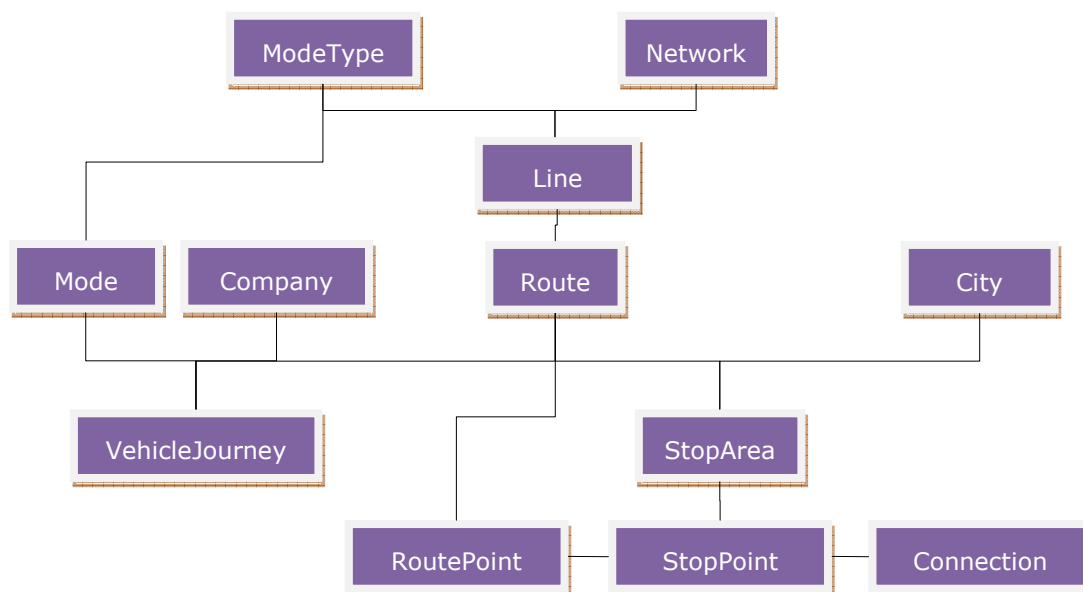 ModeType
Network
Line
Mode
Company
Route
City
VehicleJourney
StopArea
RoutePoint
StopPoint
Connection